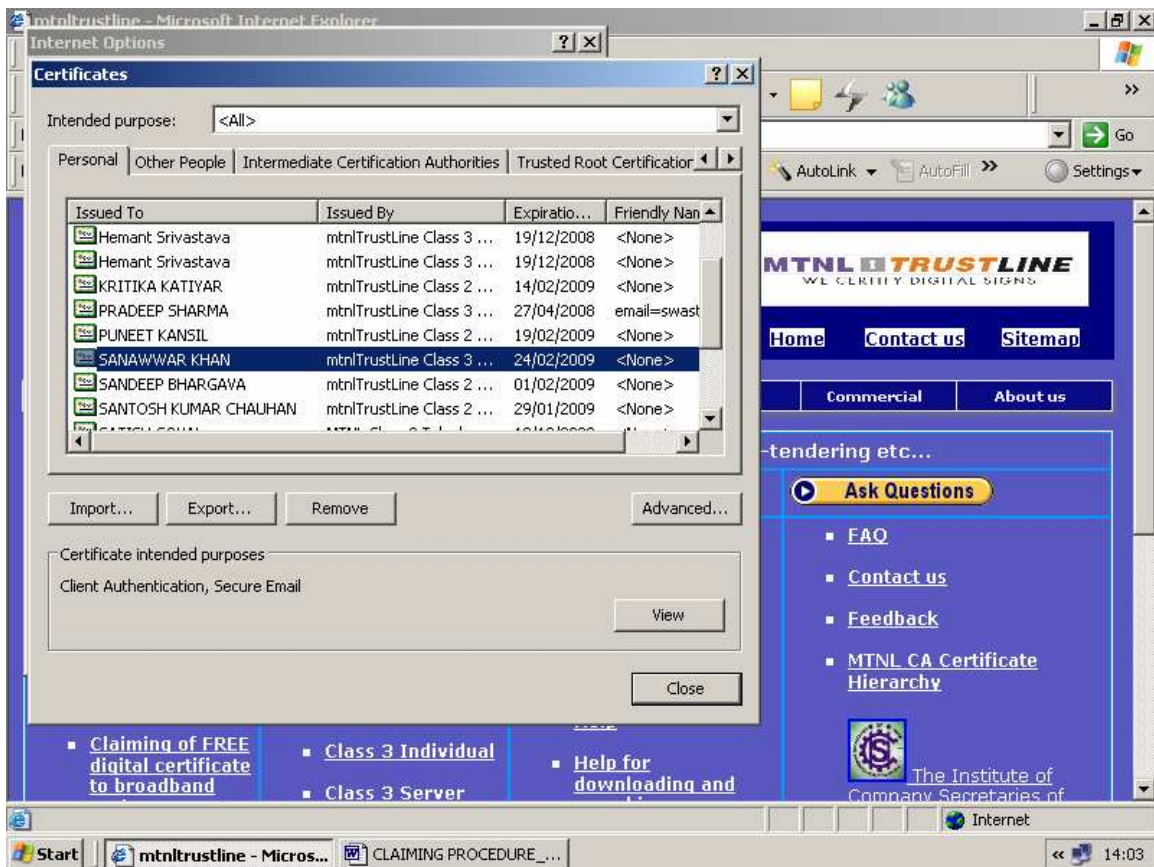 mtnltrustline - Microsoft Internet Explorer
Internet Options
Certificates
Intended purpose: <All>
Personal Other People Intermediate Certification Authorities Trusted Root Certification
Issued To Issued By Expiratio... Friendly Nan
Hemant Srivastava mtnlTrustLine Class 3 ... 19/12/2008 <None>
Hemant Srivastava mtnlTrustLine Class 3 ... 19/12/2008 <None>
KRITIKA KATIYAR mtnlTrustLine Class 2 ... 14/02/2009 <None>
PRADEEP SHARMA mtnlTrustLine Class 3 ... 27/04/2008 email=swast
PUNEET KANSIL mtnlTrustLine Class 2 ... 19/02/2009 <None>
SANAWWAR KHAN mtnlTrustLine Class 3 ... 24/02/2009 <None>
SANDEEP BHARGAVA mtnlTrustLine Class 2 ... 01/02/2009 <None>
SANTOSH KUMAR CHAUHAN mtnlTrustLine Class 2 ... 29/01/2009 <None>
Import... Export... Remove Advanced...
Certificate intended purposes
Client Authentication, Secure Email
View
Close
»
Go
AutoLink AutoFill » Settings
MTNL TRUSTLINE
WE CERTIFY DIGITAL SIGNS
Home Contact us Sitemap
Commercial About us
-tendering etc...
Ask Questions
FAQ
Contact us
Feedback
MTNL CA Certificate
Hierarchy
The Institute of
Company Secretaries of
Claiming of FREE
digital certificate
to broadband
Class 3 Individual
Class 3 Server
Help for
downloading and
Internet
Start mtnltrustline - Micros... CLAIMING PROCEDURE_... « 14:03